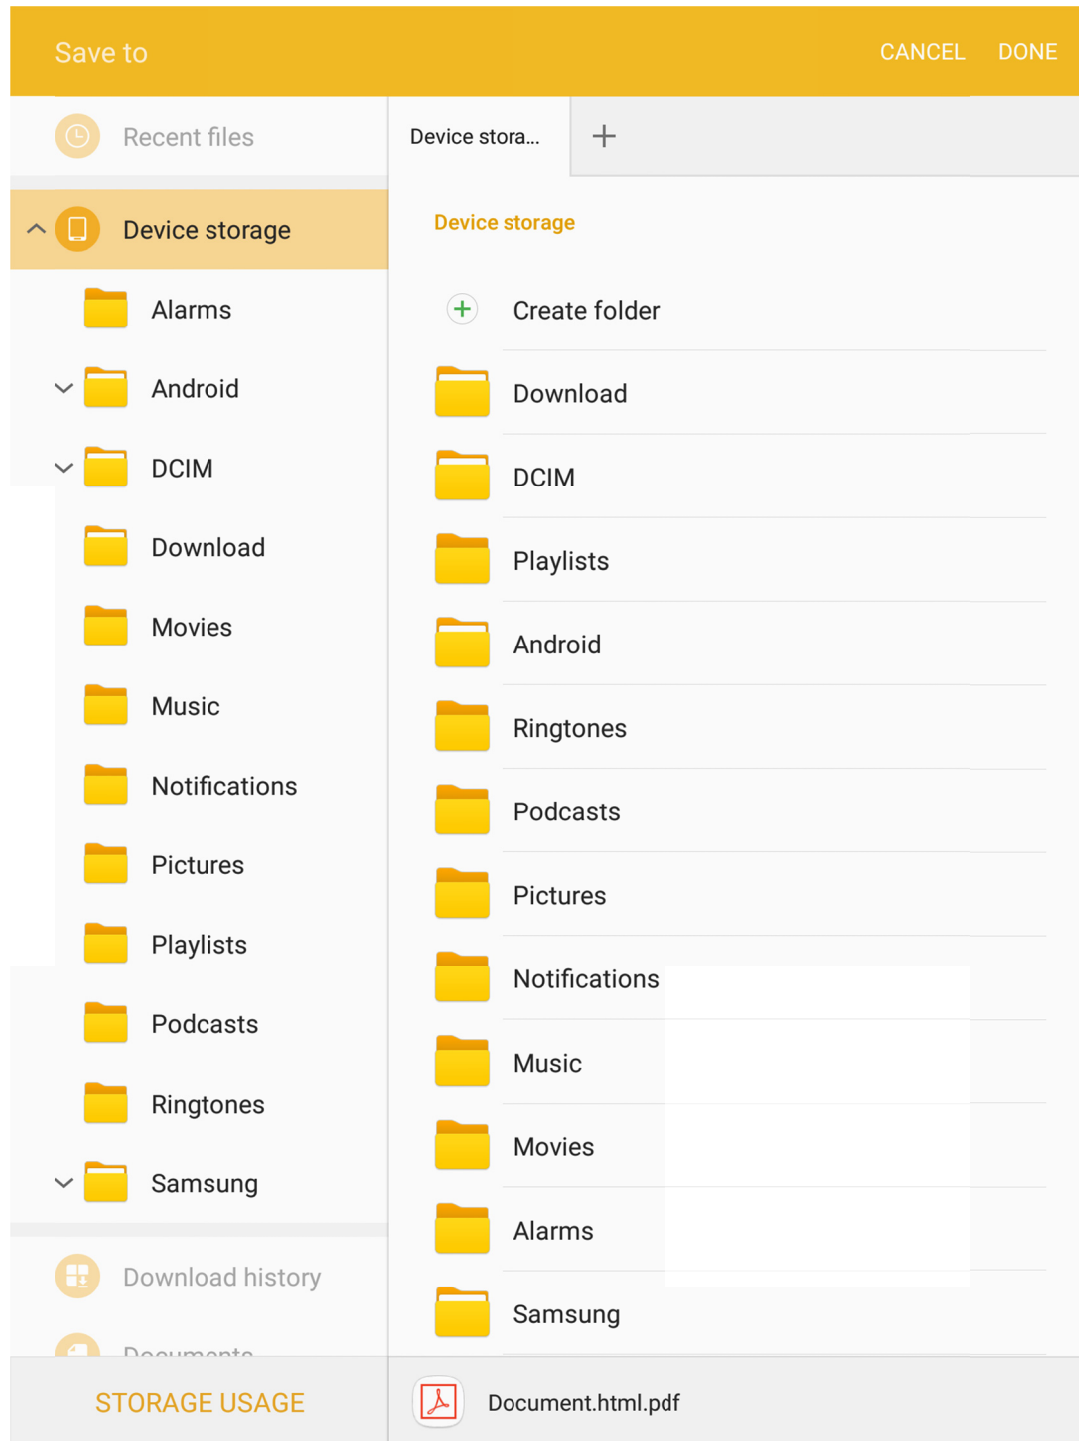 Save to
CANCEL DONE
Recent files
Device storage
Alarms
Android
DCIM
Download
Movies
Music
Notifications
Pictures
Playlists
Podcasts
Ringtones
Samsung
Download history
Documents
STORAGE USAGE
Device stora...
Device storage
Create folder
Download
DCIM
Playlists
Android
Ringtones
Podcasts
Pictures
Notifications
Music
Movies
Alarms
Samsung
Document.html.pdf